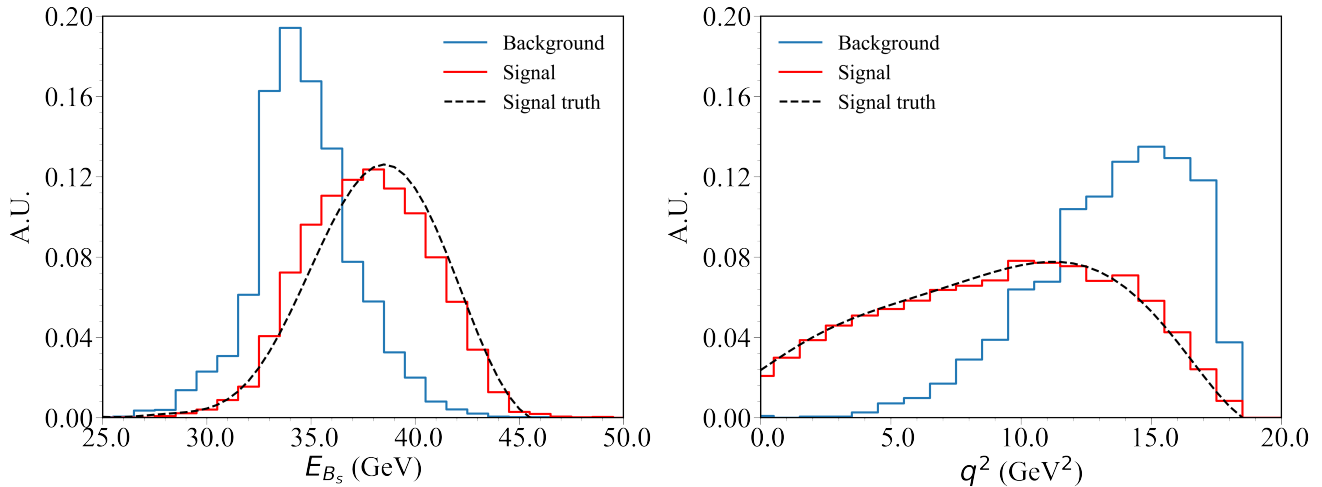 0.20
0.16
0.12
0.08
0.04
0.00
A.U.
Background
Signal
Signal truth
25.0 30.0 35.0 40.0 45.0 50.0
E_{B_s} (GeV)
0.20
0.16
0.12
0.08
0.04
0.00
A.U.
Background
Signal
Signal truth
0.0 5.0 10.0 15.0 20.0
q² (GeV²)